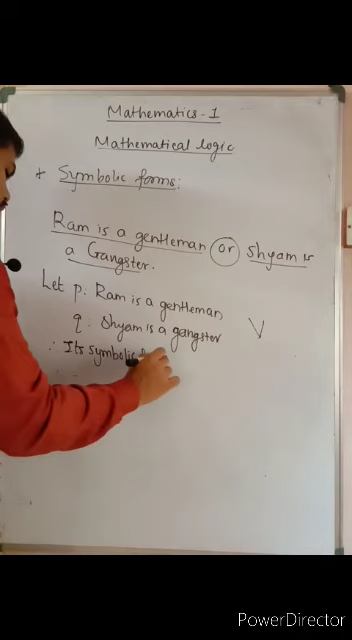 Mathematics-1
Mathematical logic
* Symbolic forms:
Ram is a gentleman or Shyam is
a Gangster.
Let p: Ram is a gentleman
q: Shyam is a gangster
V
∴ Its symbolic
PowerDirector